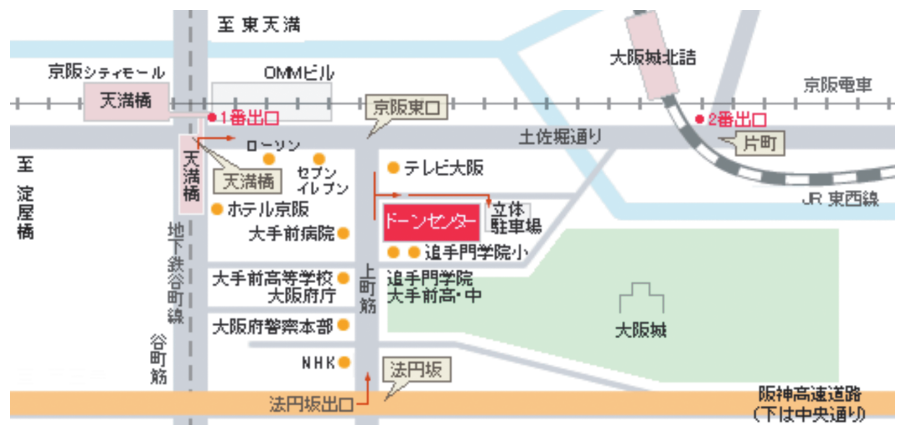 至 東天満
京阪シティモール
OMMビル
大阪城北詰
天満橋
京阪電車
1番出口
京阪東口
2番出口
土佐堀通り
片町
ローソン
至 淀屋橋
天満橋
天満橋
セブン
イレブン
テレビ大阪
JR 東西線
ホテル京阪
ドーンセンター
立体
駐車場
大手前病院
追手門学院小
地下鉄谷町線
大手前高等学校
大阪府庁
上町筋
追手門学院
大手前高・中
大阪府警察本部
大阪城
谷町筋
NHK
法円坂
法円坂出口
阪神高速道路
(下は中央通り)